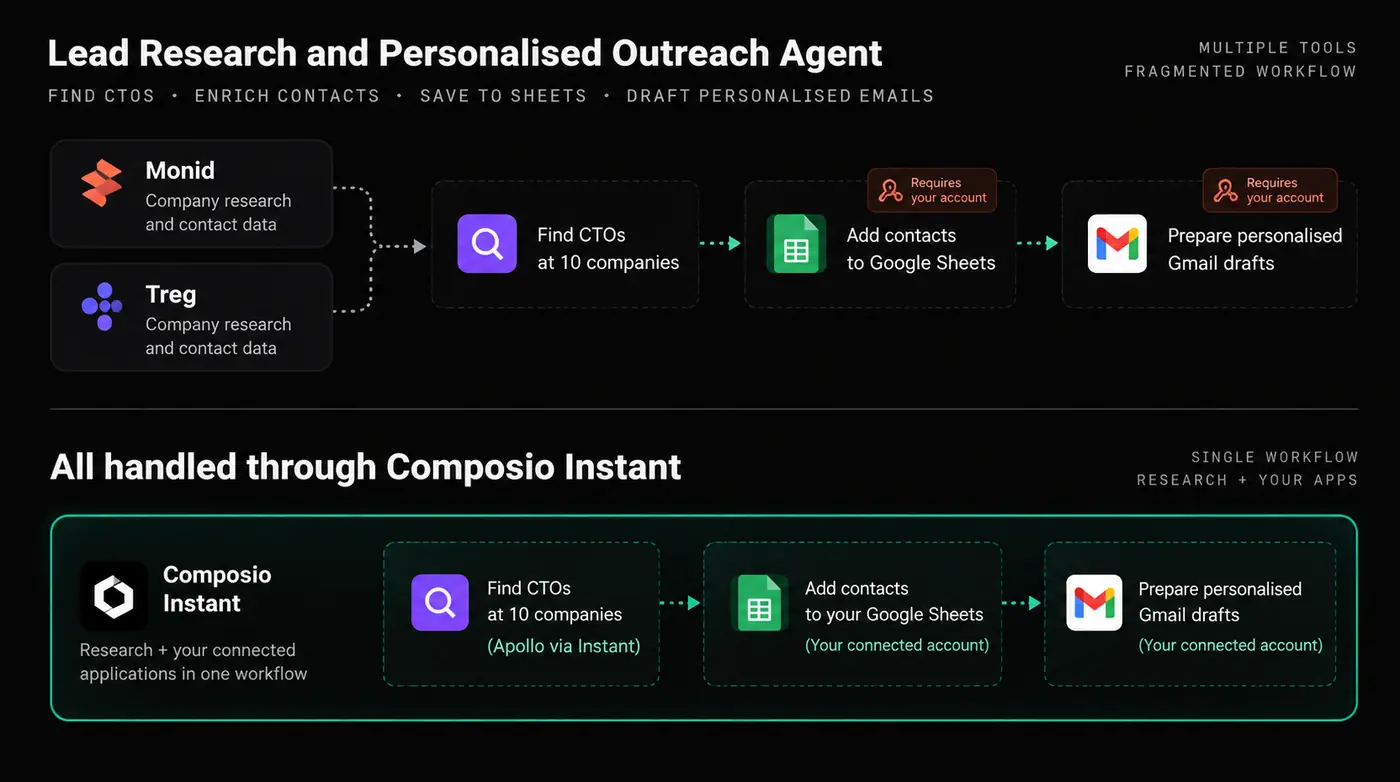 Lead Research and Personalised Outreach Agent
MULTIPLE TOOLS
FRAGMENTED WORKFLOW
FIND CTOS • ENRICH CONTACTS • SAVE TO SHEETS • DRAFT PERSONALISED EMAILS
Monid
Company research
and contact data
Treg
Company research
and contact data
Find CTOs
at 10 companies
Requires
your account
Add contacts
to Google Sheets
Requires
your account
Prepare personalised
Gmail drafts
All handled through Composio Instant
SINGLE WORKFLOW
RESEARCH + YOUR APPS
Composio
Instant
Research + your connected
applications in one workflow
Find CTOs
at 10 companies
(Apollo via Instant)
Add contacts
to your Google Sheets
(Your connected account)
Prepare personalised
Gmail drafts
(Your connected account)